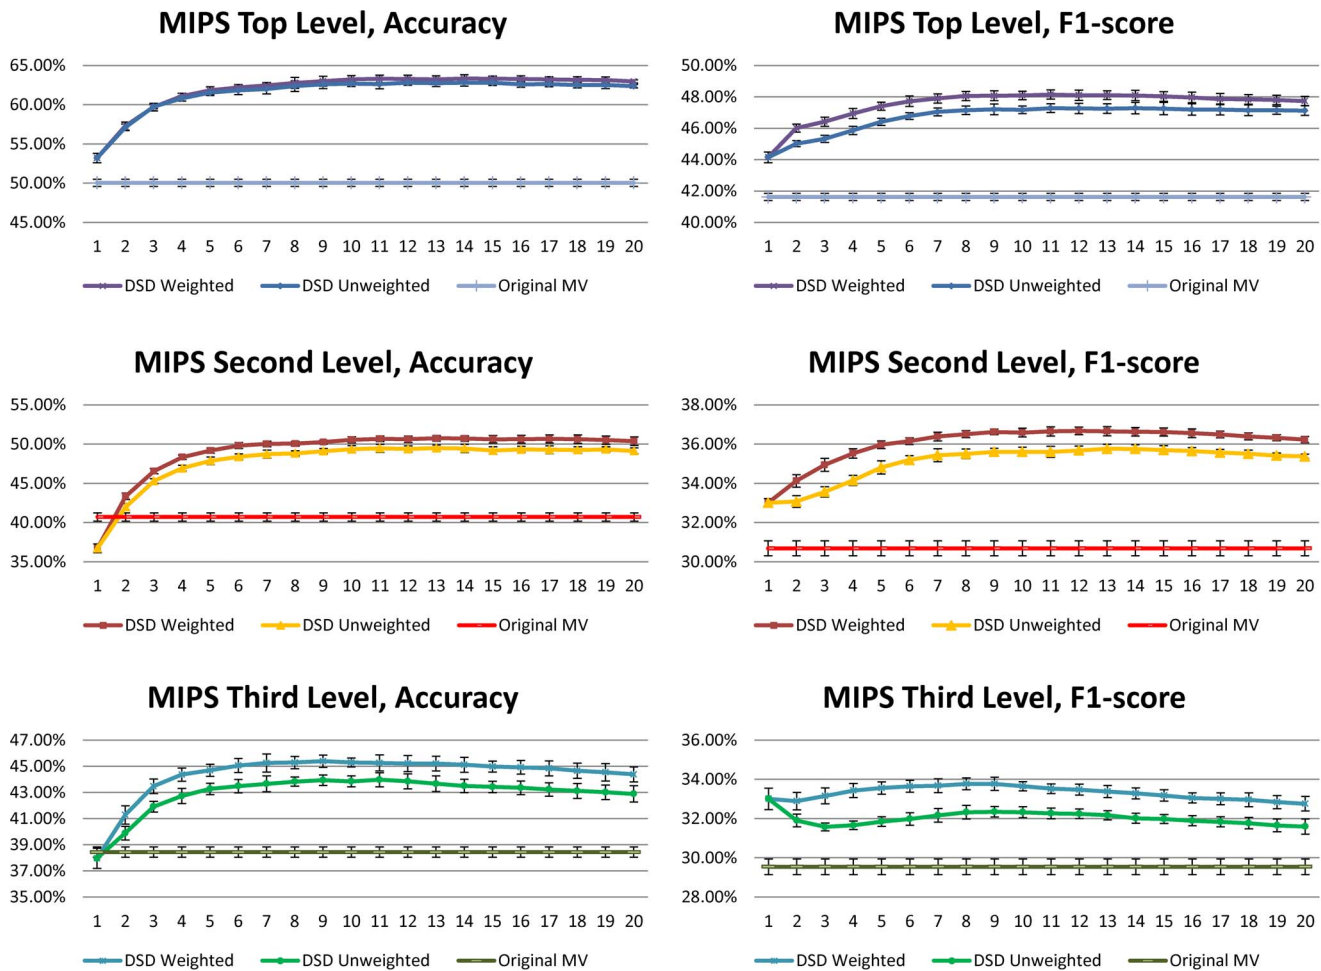 MIPS Top Level, Accuracy
65.00%
60.00%
55.00%
50.00%
45.00%
1 2 3 4 5 6 7 8 9 10 11 12 13 14 15 16 17 18 19 20
DSD Weighted DSD Unweighted Original MV
MIPS Top Level, F1-score
50.00%
48.00%
46.00%
44.00%
42.00%
40.00%
1 2 3 4 5 6 7 8 9 10 11 12 13 14 15 16 17 18 19 20
DSD Weighted DSD Unweighted Original MV
MIPS Second Level, Accuracy
55.00%
50.00%
45.00%
40.00%
35.00%
1 2 3 4 5 6 7 8 9 10 11 12 13 14 15 16 17 18 19 20
DSD Weighted DSD Unweighted Original MV
MIPS Second Level, F1-score
38.00%
36.00%
34.00%
32.00%
30.00%
1 2 3 4 5 6 7 8 9 10 11 12 13 14 15 16 17 18 19 20
DSD Weighted DSD Unweighted Original MV
MIPS Third Level, Accuracy
47.00%
45.00%
43.00%
41.00%
39.00%
37.00%
35.00%
1 2 3 4 5 6 7 8 9 10 11 12 13 14 15 16 17 18 19 20
DSD Weighted DSD Unweighted Original MV
MIPS Third Level, F1-score
36.00%
34.00%
32.00%
30.00%
28.00%
1 2 3 4 5 6 7 8 9 10 11 12 13 14 15 16 17 18 19 20
DSD Weighted DSD Unweighted Original MV